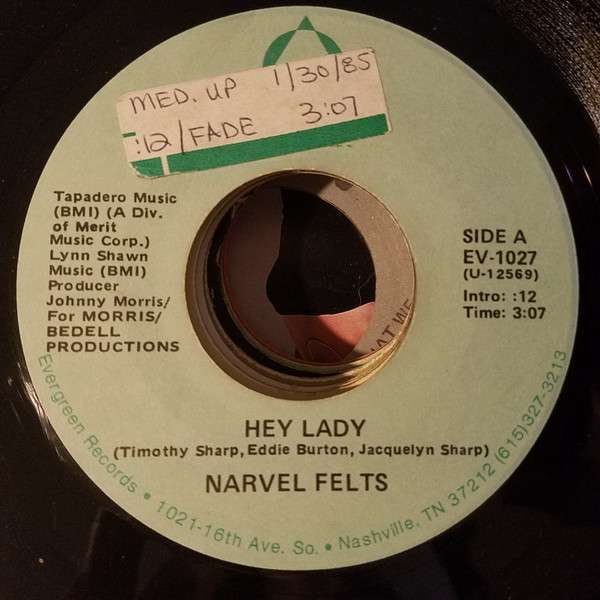 MED. UP 1/30/85
:12/FADE 3:07
Tapadero Music
(BMI) (A Div.
of Merit
Music Corp.)
Lynn Shawn
Music (BMI)
Producer
Johnny Morris/
For MORRIS/
BEDELL
PRODUCTIONS
SIDE A
EV-1027
(U-12569)
Intro: :12
Time: 3:07
AT WE
HEY LADY
(Timothy Sharp, Eddie Burton, Jacquelyn Sharp)
NARVEL FELTS
Evergreen Records • 1021-16th Ave. So. • Nashville, TN 37212 (615)327-3213